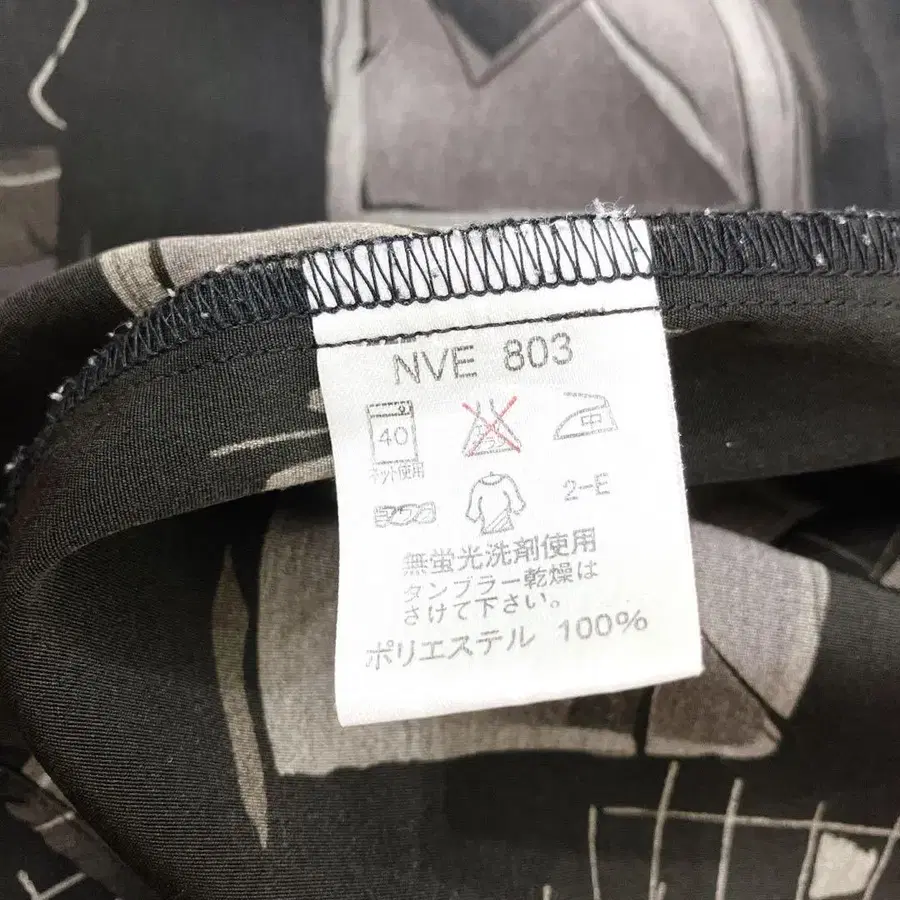 NVE 803
40
中
ネット使用
2-E
無蛍光洗剤使用
タンブラー乾燥は
さけて下さい。
ポリエステル 100%